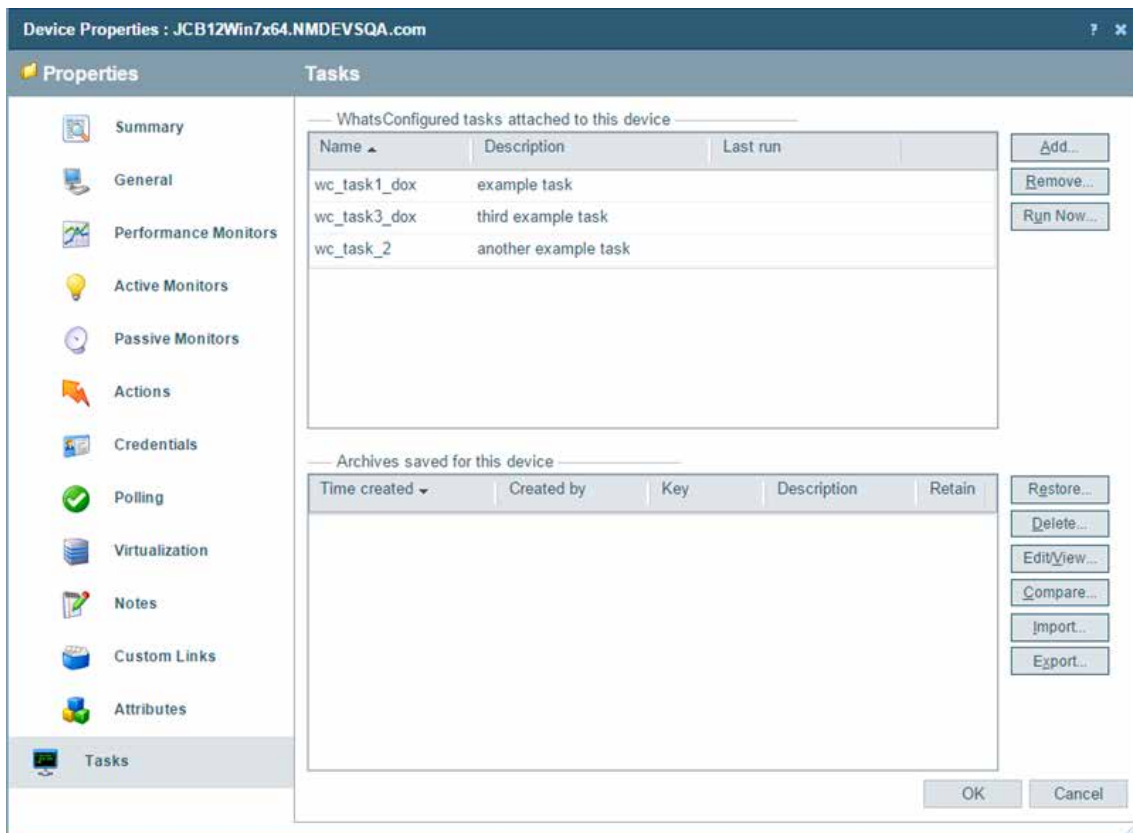 Device Properties : JCB12Win7x64.NMDEVSQA.com ? ×
Properties
Tasks
Summary
General
Performance Monitors
Active Monitors
Passive Monitors
Actions
Credentials
Polling
Virtualization
Notes
Custom Links
Attributes
Tasks
WhatsConfigured tasks attached to this device
Name Description Last run
wc_task1_dox example task
wc_task3_dox third example task
wc_task_2 another example task
Add...
Remove...
Run Now...
Archives saved for this device
Time created Created by Key Description Retain
Restore...
Delete...
Edit/View...
Compare...
Import...
Export...
OK Cancel